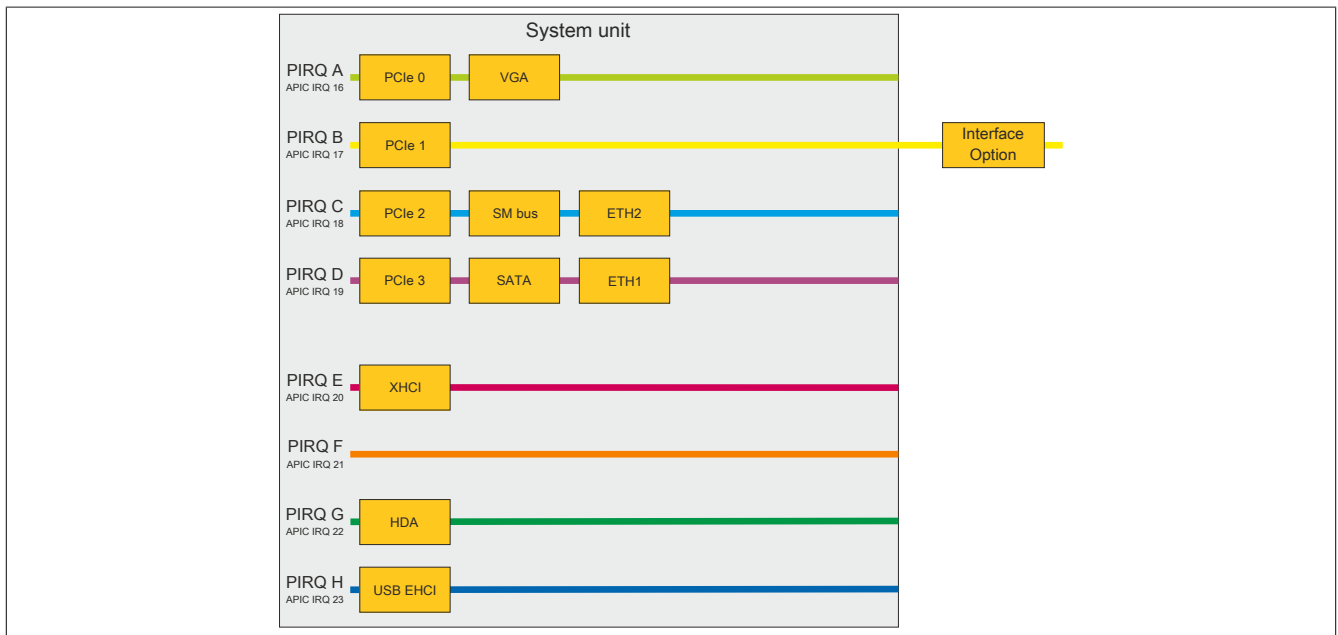 System unit
PIRQ A
APIC IRQ 16
PCIe 0
VGA
PIRQ B
APIC IRQ 17
PCIe 1
Interface
Option
PIRQ C
APIC IRQ 18
PCIe 2
SM bus
ETH2
PIRQ D
APIC IRQ 19
PCIe 3
SATA
ETH1
PIRQ E
APIC IRQ 20
XHCI
PIRQ F
APIC IRQ 21
PIRQ G
APIC IRQ 22
HDA
PIRQ H
APIC IRQ 23
USB EHCI